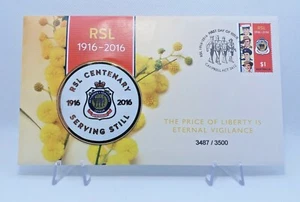 RSL
1916-2016
RSL CENTENARY
1916 2016
SERVING STILL
RSL
$1
THE PRICE OF LIBERTY IS
ETERNAL VIGILANCE
3487 / 3500